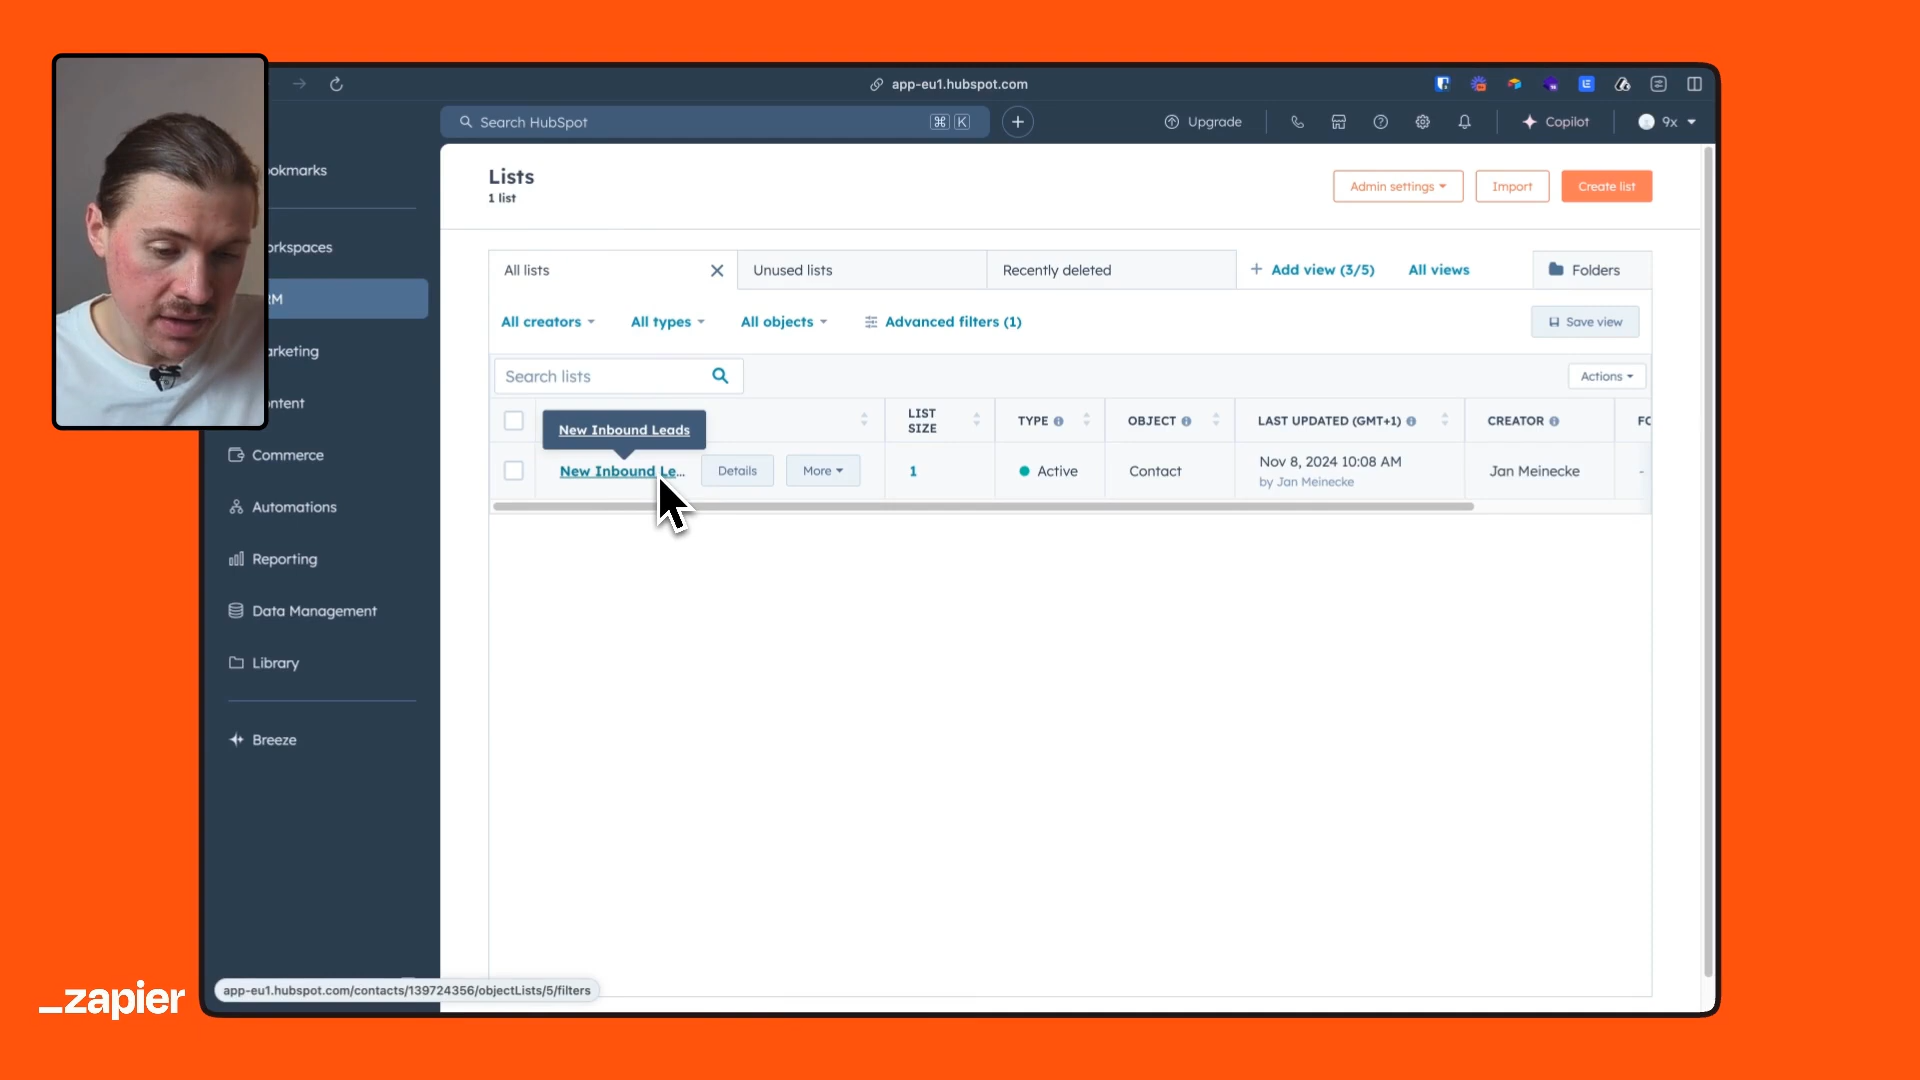 app-eu1.hubspot.com
Search HubSpot ⌘ K
Upgrade
Copilot
9x
ookmarks
orkspaces
RM
arketing
ontent
Commerce
Automations
Reporting
Data Management
Library
Breeze
Lists
1 list
Admin settings
Import
Create list
All lists
Unused lists
Recently deleted
+ Add view (3/5)
All views
Folders
All creators
All types
All objects
Advanced filters (1)
Save view
Search lists
Actions
LIST SIZE
TYPE
OBJECT
LAST UPDATED (GMT+1)
CREATOR
FO
New Inbound Leads
New Inbound Le...
Details
More
1
Active
Contact
Nov 8, 2024 10:08 AM
by Jan Meinecke
Jan Meinecke
-
app-eu1.hubspot.com/contacts/139724356/objectLists/5/filters
_zapier